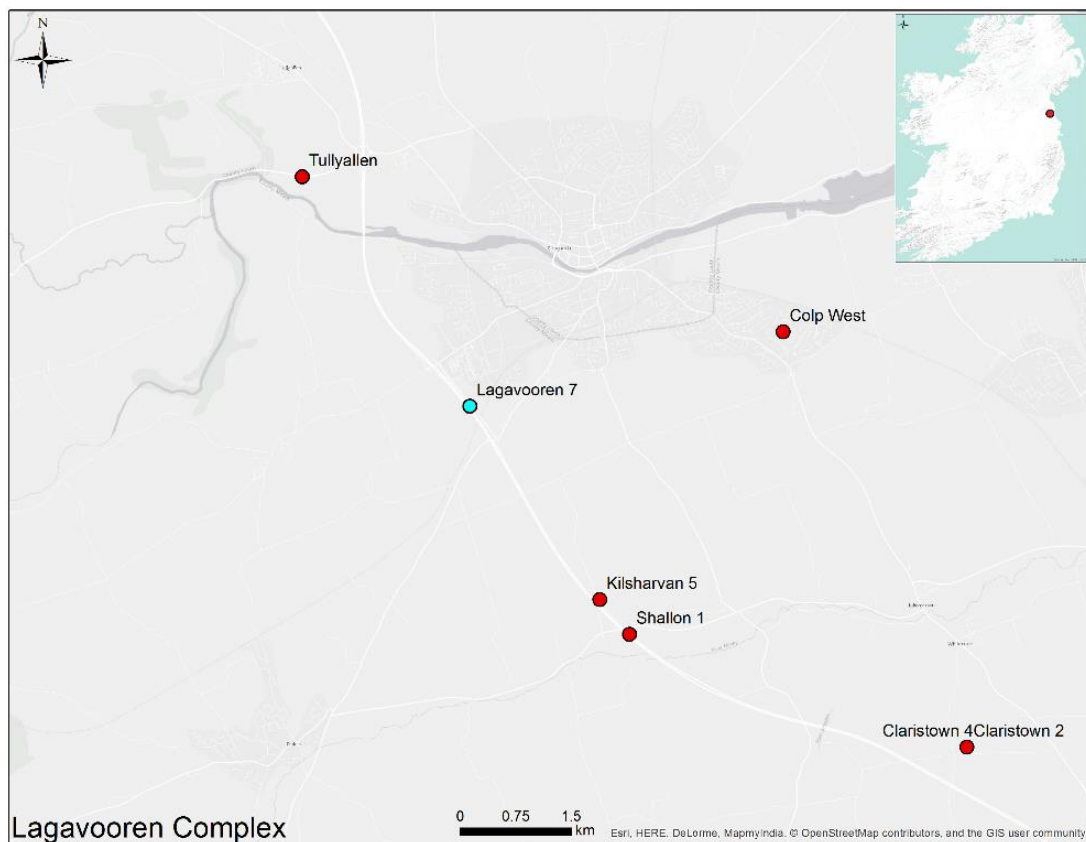 N
Tullyallen
Colp West
Lagavooren 7
Kilsharvan 5
Shallon 1
Claristown 4Claristown 2
Lagavooren Complex
0 0.75 1.5
km
Esri, HERE, DeLorme, MapmyIndia, © OpenStreetMap contributors, and the GIS user community